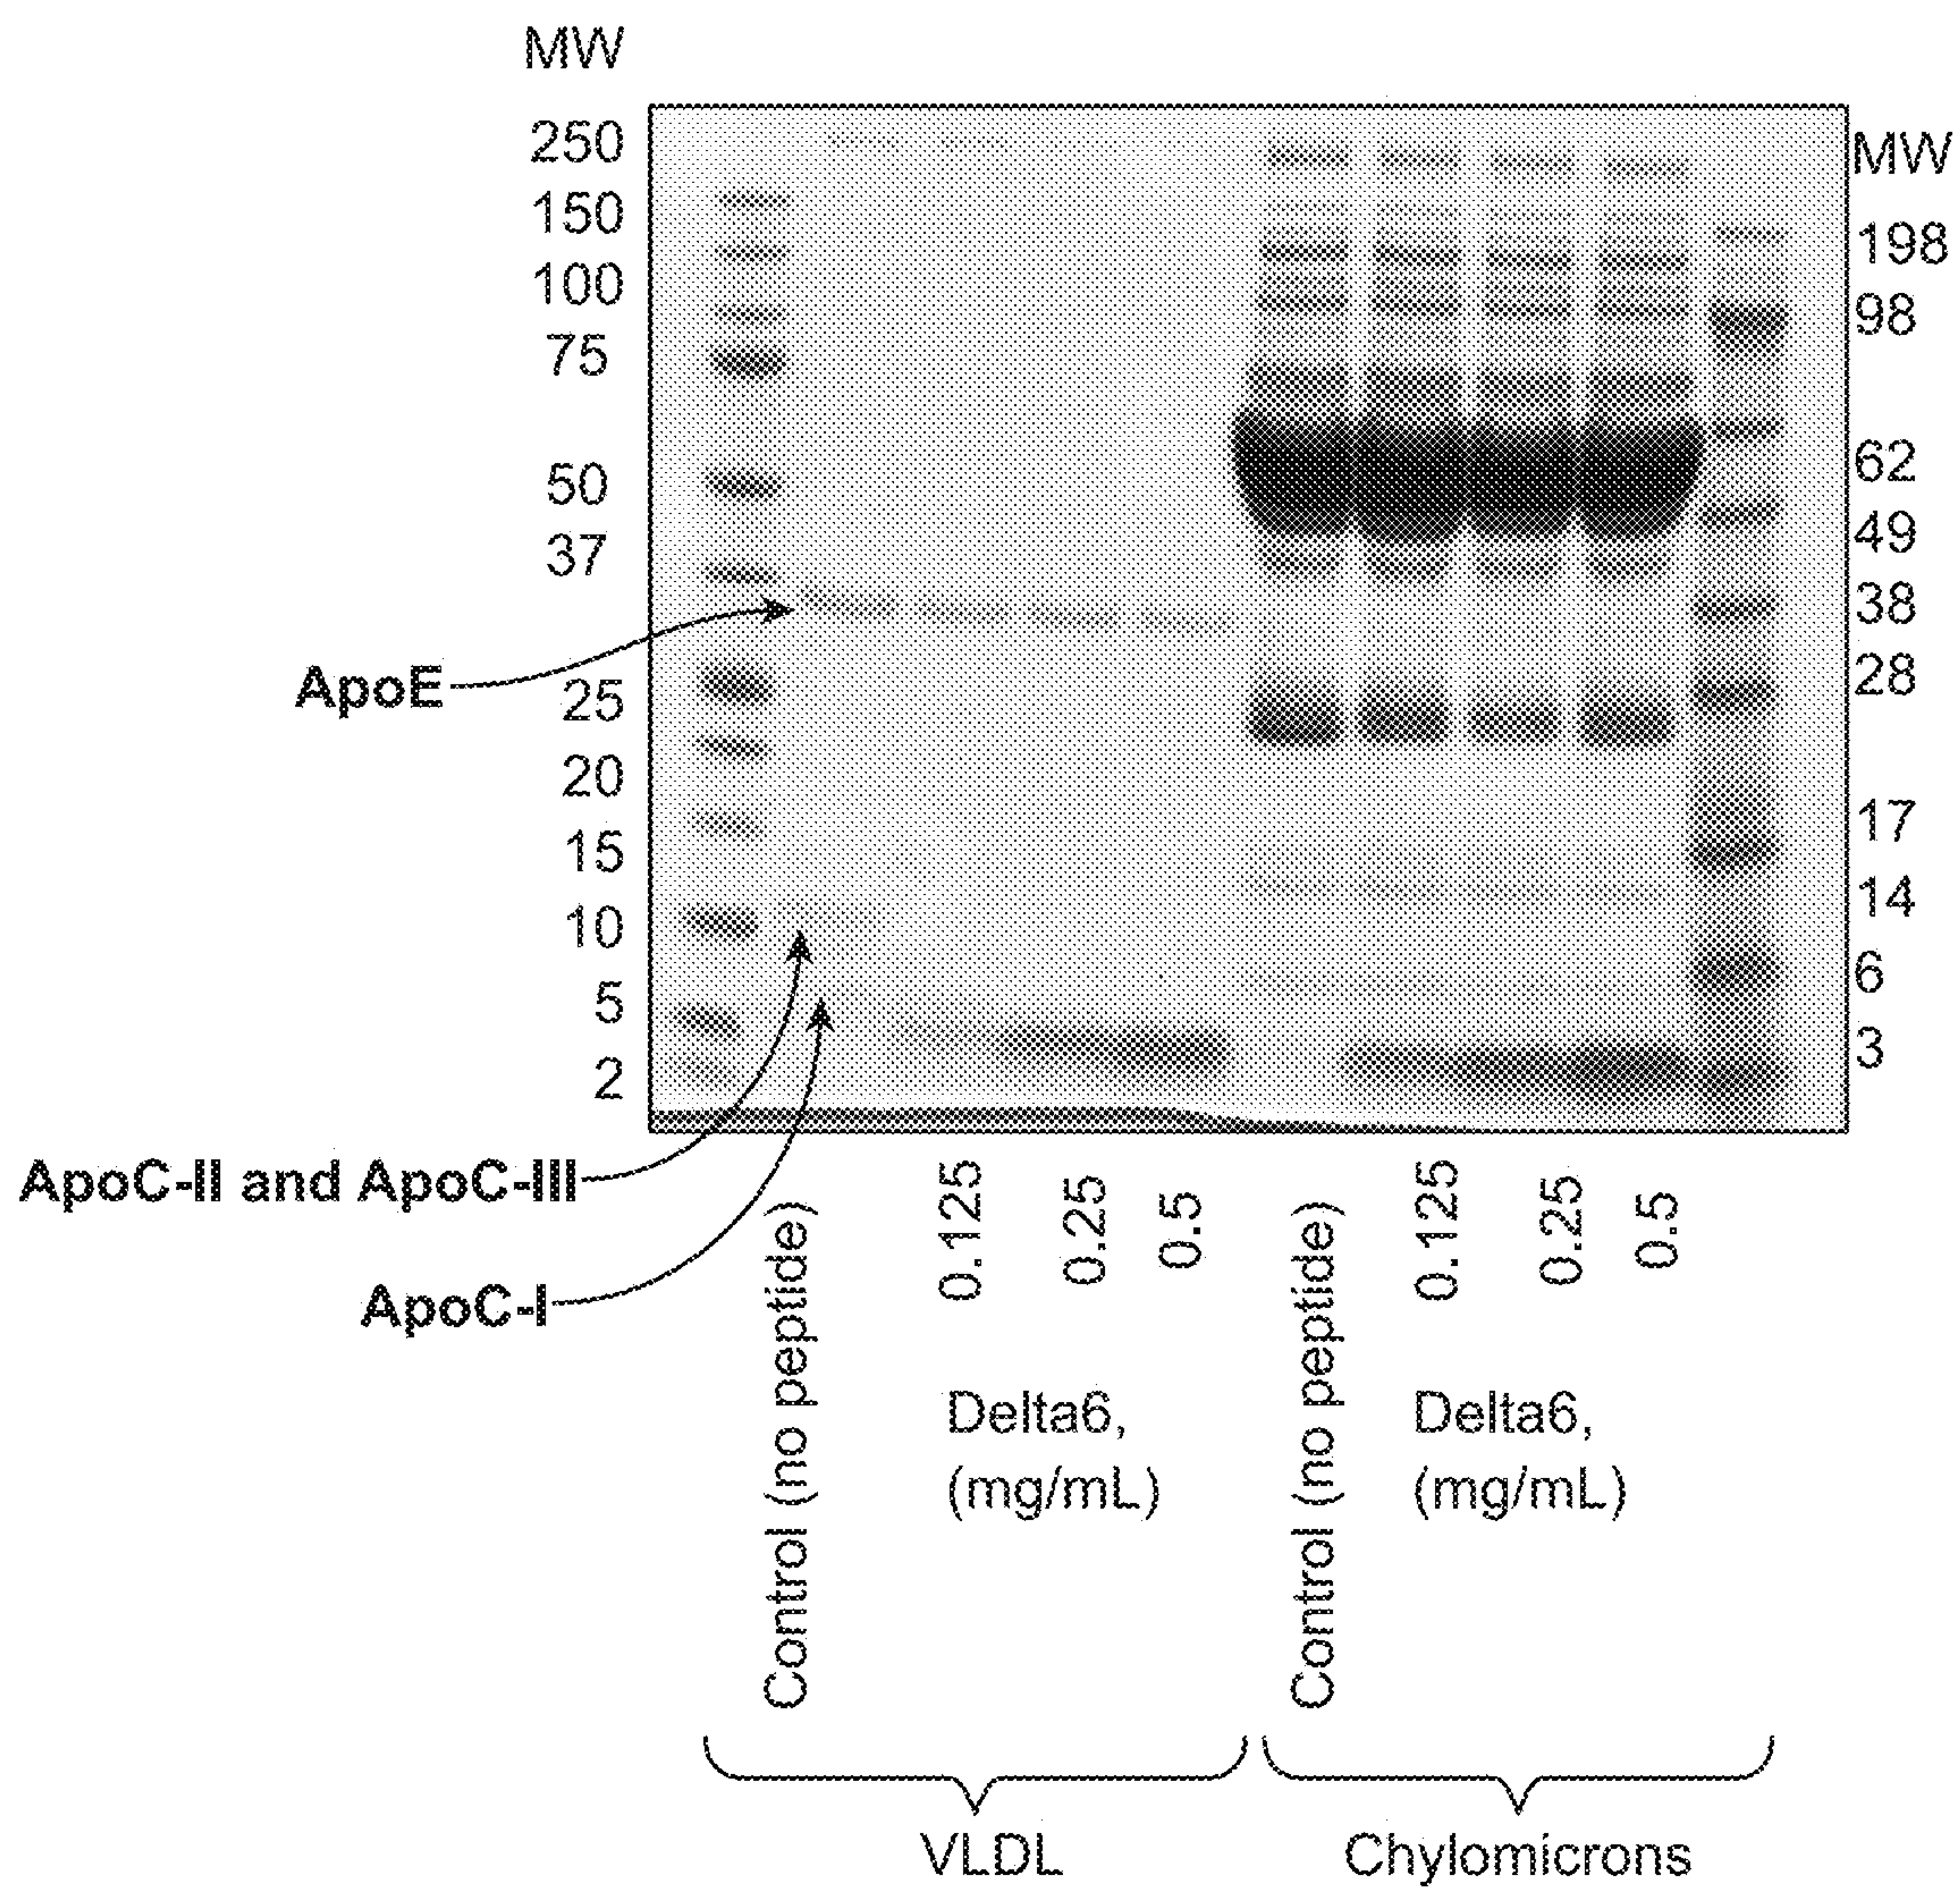 MW
250
150
100
75
50
37
25
20
15
10
5
2
ApoE
ApoC-II and ApoC-III
ApoC-I
MW
198
98
62
49
38
28
17
14
6
3
Control (no peptide)
0.125
0.25
0.5
Delta6,
(mg/mL)
Control (no peptide)
0.125
0.25
0.5
Delta6,
(mg/mL)
VLDL
Chylomicrons